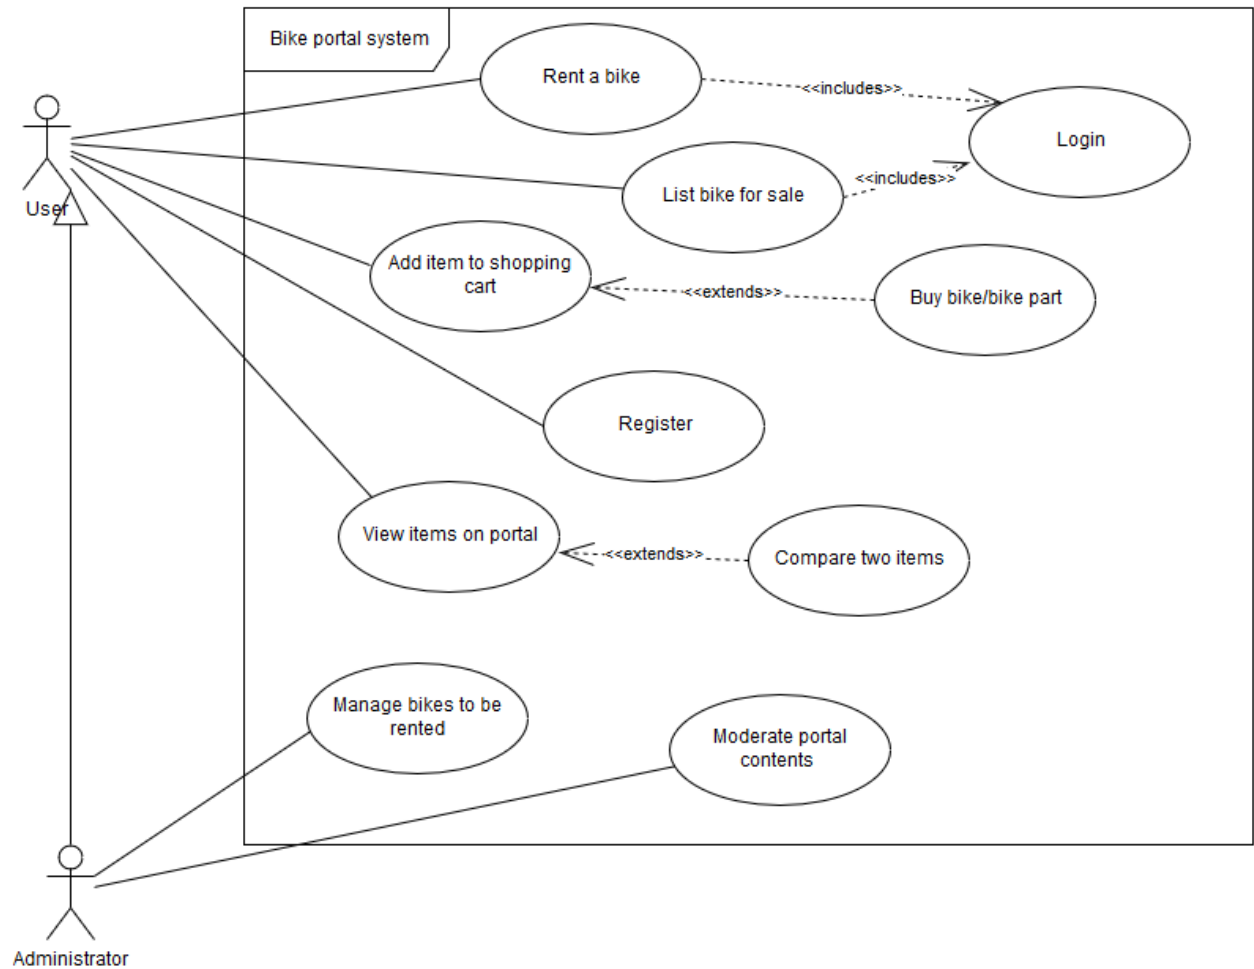 Bike portal system
Rent a bike
<<includes>>
Login
List bike for sale
<<includes>>
User
Add item to shopping
cart
<<extends>>
Buy bike/bike part
Register
View items on portal
<<extends>>
Compare two items
Manage bikes to be
rented
Moderate portal
contents
Administrator